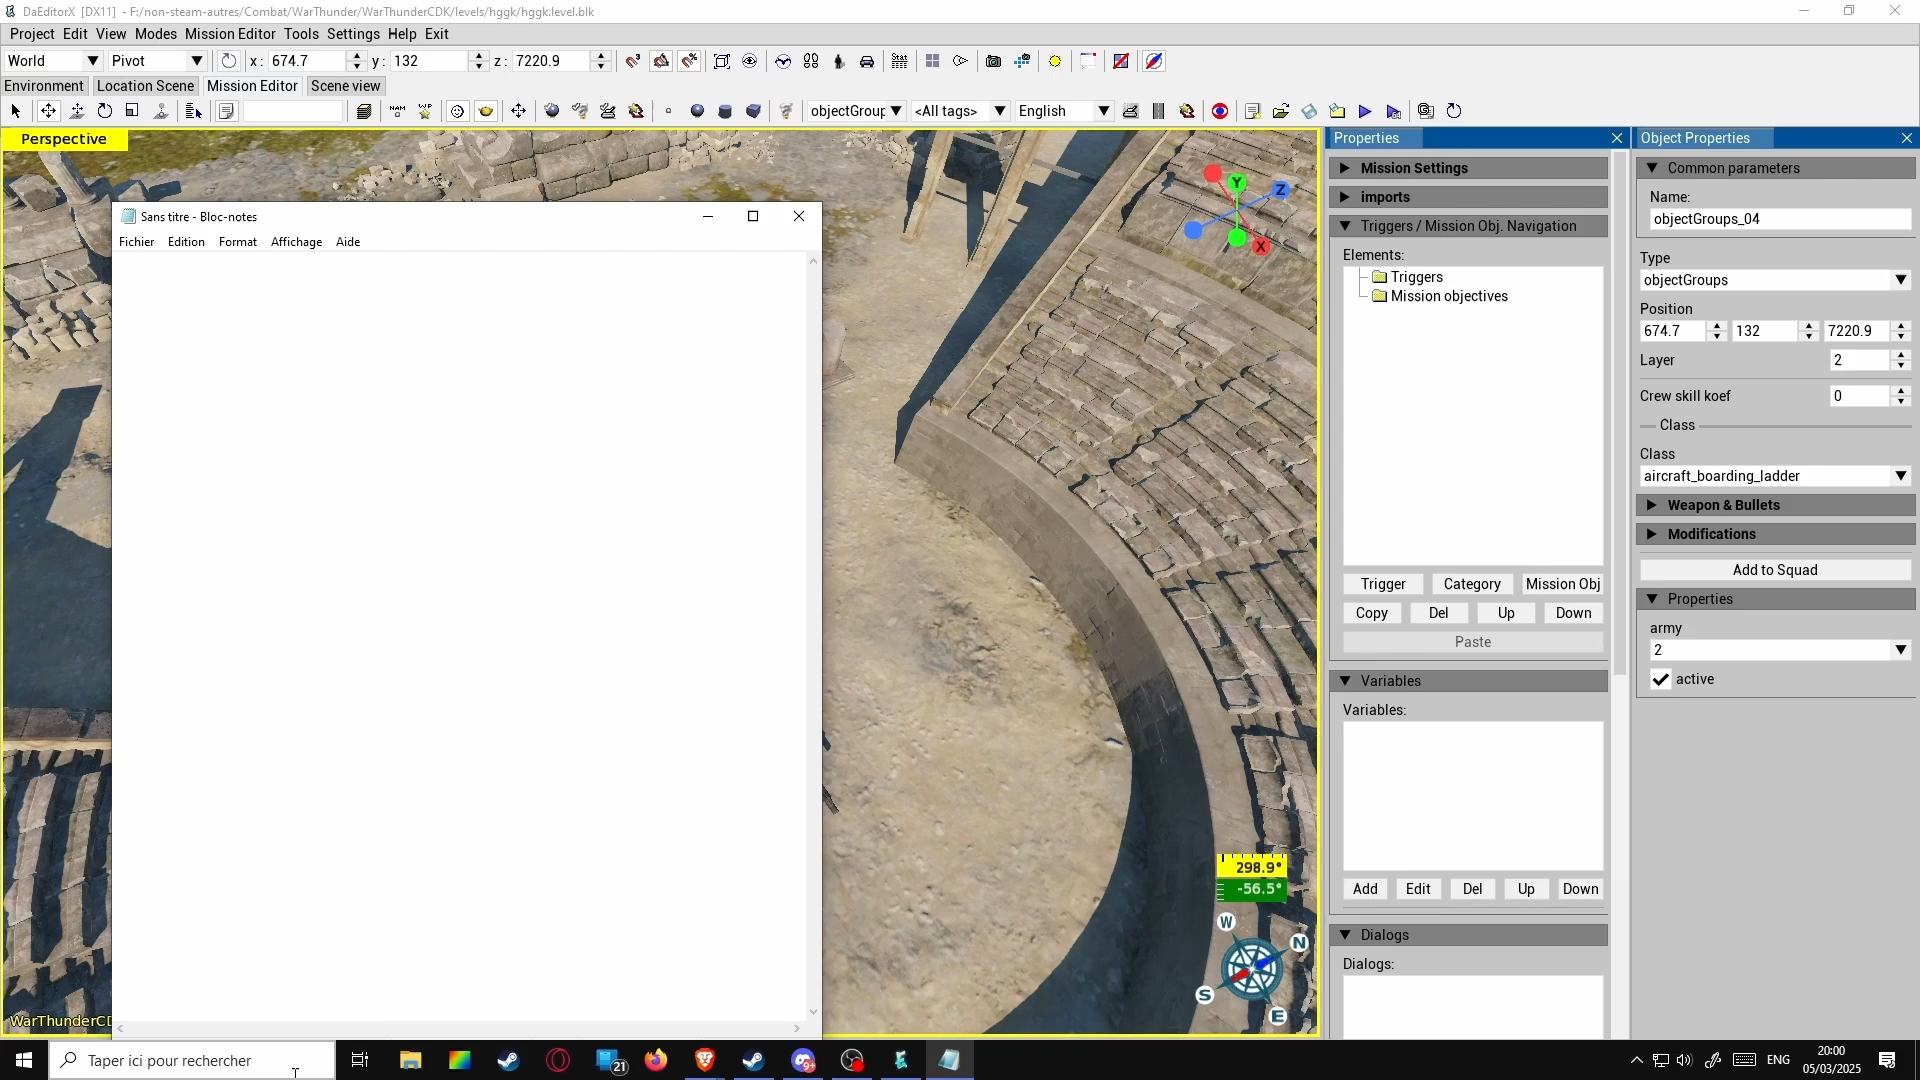 DaEditorX [DX11] - F:/non-steam-autres/Combat/WarThunder/WarThunderCDK/levels/hggk/hggk.level.blk
Project Edit View Modes Mission Editor Tools Settings Help Exit
World Pivot x : 674.7 y : 132 z : 7220.9
Environment Location Scene Mission Editor Scene view
objectGroup <All tags> English
Perspective
Y
Z
X
Sans titre - Bloc-notes
Fichier Edition Format Affichage Aide
298.9°
-56.5°
W
N
S
E
WarThunderCD
Properties
Mission Settings
imports
Triggers / Mission Obj. Navigation
Elements:
Triggers
Mission objectives
Trigger Category Mission Obj
Copy Del Up Down
Paste
Variables
Variables:
Add Edit Del Up Down
Dialogs
Dialogs:
Object Properties
Common parameters
Name:
objectGroups_04
Type
objectGroups
Position
674.7 132 7220.9
Layer 2
Crew skill koef 0
Class
Class
aircraft_boarding_ladder
Weapon & Bullets
Modifications
Add to Squad
Properties
army
2
active
Taper ici pour rechercher
21
9+
ENG
20:00
05/03/2025